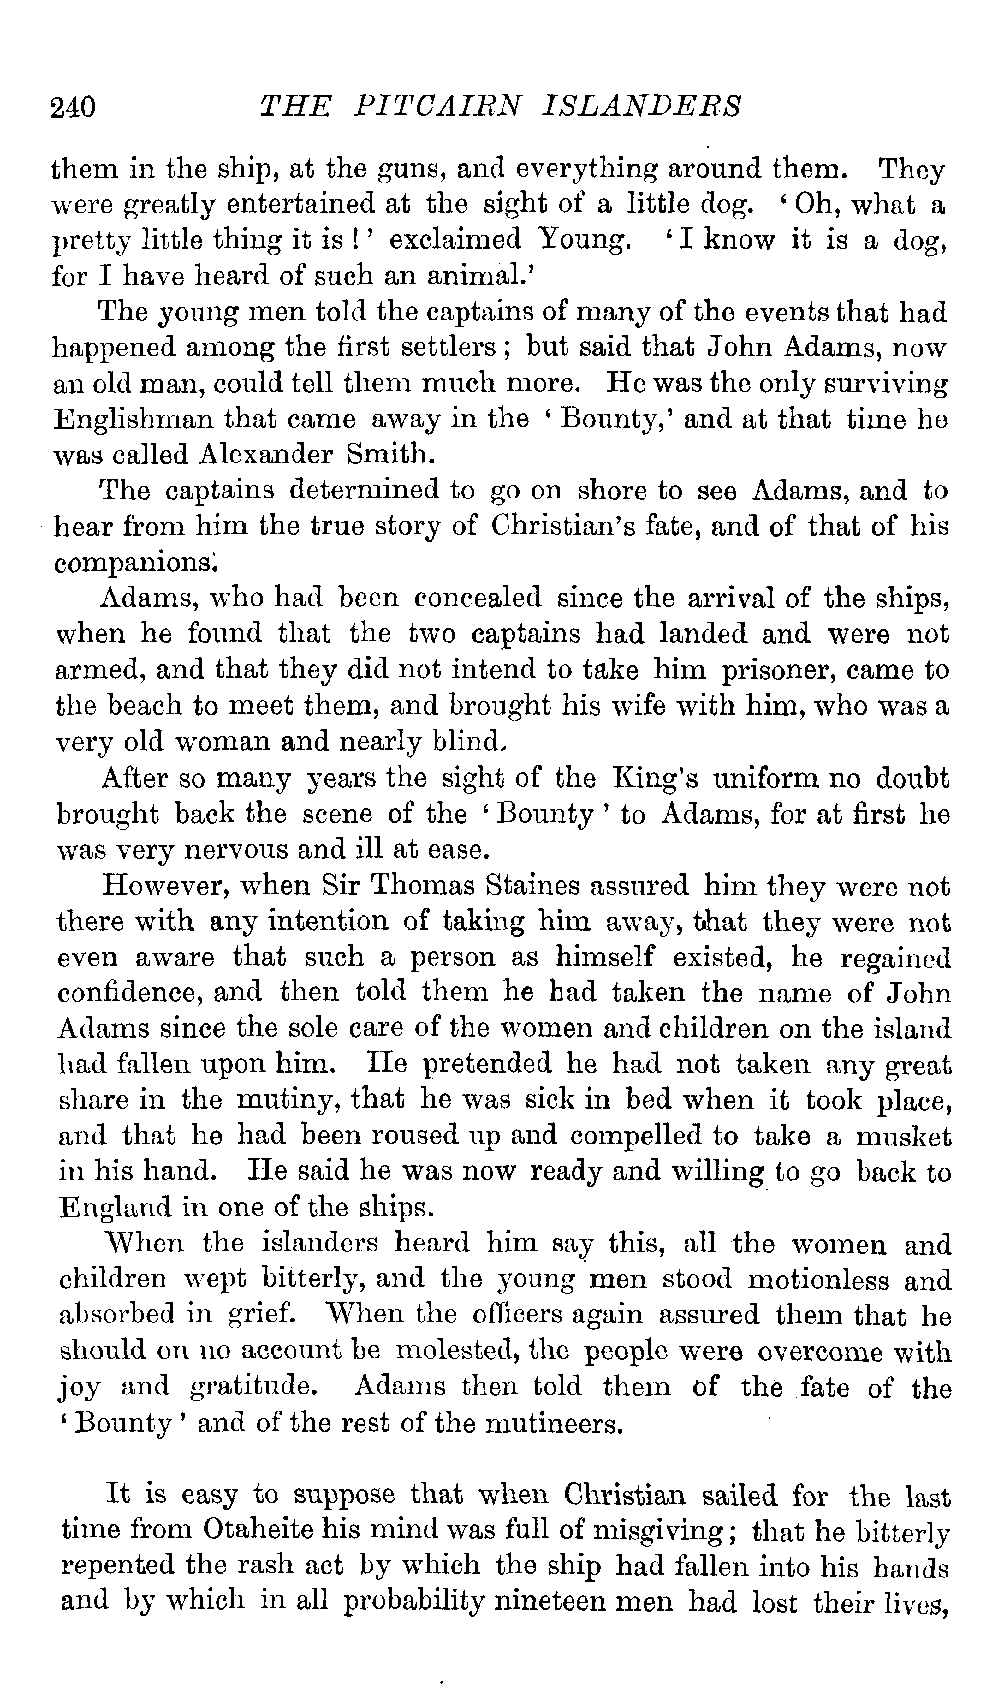 240 THE PITCAIRN ISLANDERS
them in the ship, at the guns, and everything around them. They
were greatly entertained at the sight of a little dog. ‘ Oh, what a
pretty little thing it is ! ’ exclaimed Young. ‘ I know it is a dog,
for I have heard of such an animal.’
The young men told the captains of many of the events that had
happened among the first settlers ; but said that John Adams, now
an old man, could tell them much more. He was the only surviving
Englishman that came away in the ‘ Bounty,’ and at that time he
was called Alexander Smith.
The captains determined to go on shore to see Adams, and to
hear from him the true story of Christian’s fate, and of that of his
companions.
Adams, who had been concealed since the arrival of the ships,
when he found that the two captains had landed and were not
armed, and that they did not intend to take him prisoner, came to
the beach to meet them, and brought his wife with him, who was a
very old woman and nearly blind.
After so many years the sight of the King’s uniform no doubt
brought back the scene of the ‘ Bounty ’ to Adams, for at first he
was very nervous and ill at ease.
However, when Sir Thomas Staines assured him they were not
there with any intention of taking him away, that they were not
even aware that such a person as himself existed, he regained
confidence, and then told them he had taken the name of John
Adams since the sole care of the women and children on the island
had fallen upon him. He pretended he had not taken any great
share in the mutiny, that he was sick in bed when it took place,
and that he had been roused up and compelled to take a musket
in his hand. He said he was now ready and willing to go back to
England in one of the ships.
When the islanders heard him say this, all the women and
children wept bitterly, and the young men stood motionless and
absorbed in grief. When the officers again assured them that he
should on no account be molested, the people were overcome with
joy and gratitude. Adams then told them of the fate of the
‘ Bounty ’ and of the rest of the mutineers.
It is easy to suppose that when Christian sailed for the last
time from Otaheite his mind was full of misgiving ; that he bitterly
repented the rash act by which the ship had fallen into his hands
and by which in all probability nineteen men had lost their lives,